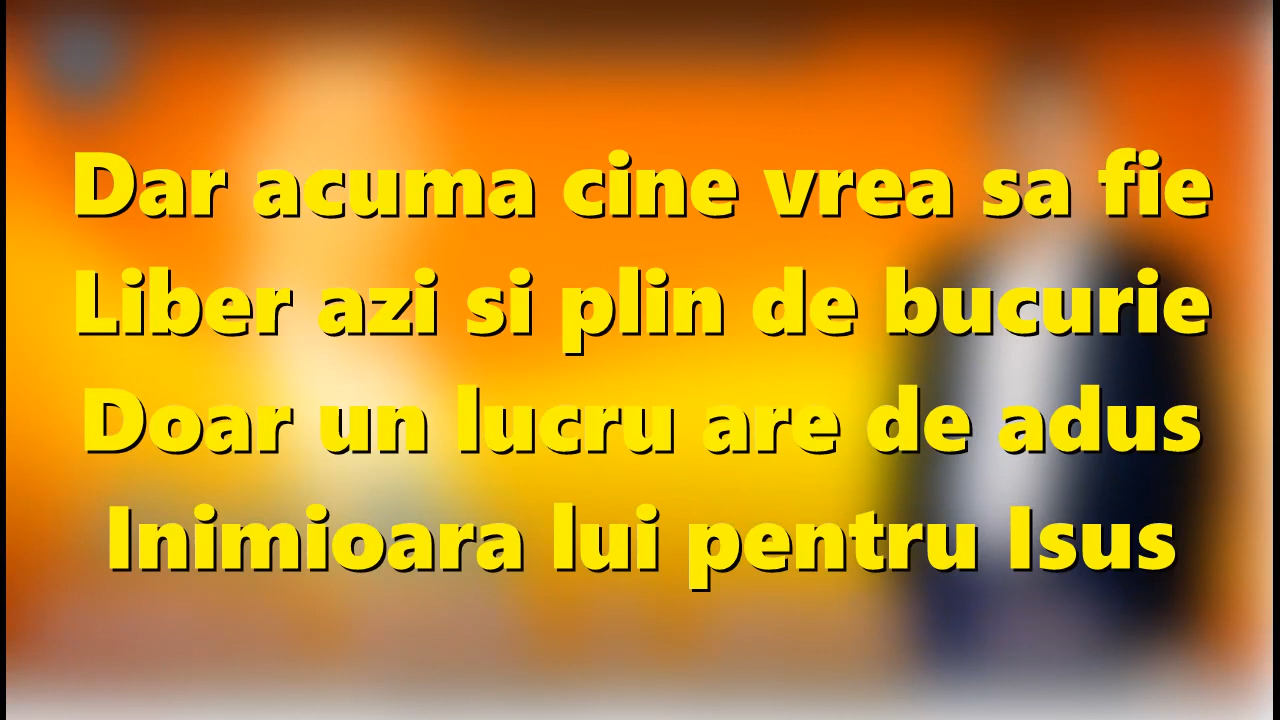 Dar acuma cine vrea sa fie
Liber azi si plin de bucurie
Doar un lucru are de adus
Inimioara lui pentru Isus